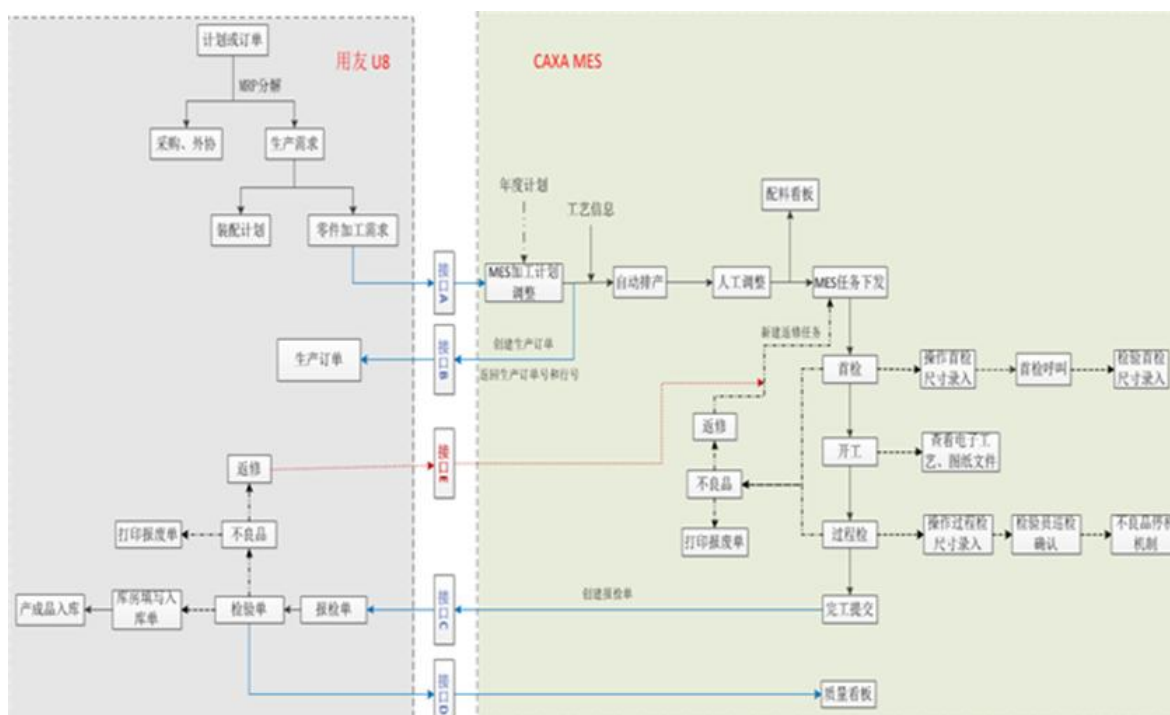 计划或订单
用友 U8
CAXA MES
MRP分解
采购、外协
生产需求
装配计划
零件加工需求
年度计划
工艺信息
配料看板
接口A
MES加工计划
调整
自动排产
人工调整
MES任务下发
生产订单
接口B
创建生产订单
返回生产订单号和行号
新建返修任务
首检
操作首检
尺寸录入
首检呼叫
检验首检
尺寸录入
返修
开工
查看电子工
艺、图纸文件
返修
接口E
不良品
打印报废单
不良品
打印报废单
过程检
操作过程检
尺寸录入
检验员巡检
确认
不良品停机
机制
产成品入库
库房填写入
库单
检验单
报检单
接口C
创建报检单
完工提交
接口D
质量看板